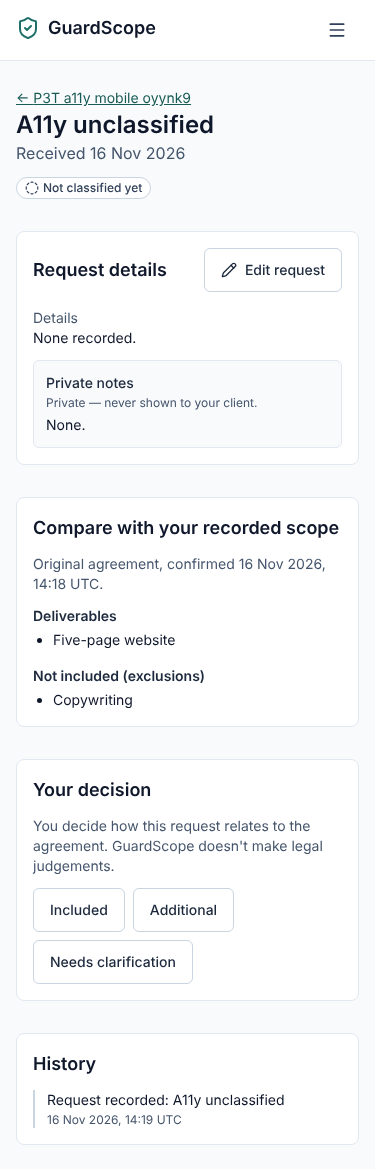 GuardScope
← P3T a11y mobile oyynk9
A11y unclassified
Received 16 Nov 2026
Not classified yet
Request details
Edit request
Details
None recorded.
Private notes
Private — never shown to your client.
None.
Compare with your recorded scope
Original agreement, confirmed 16 Nov 2026,
14:18 UTC.
Deliverables
• Five-page website
Not included (exclusions)
• Copywriting
Your decision
You decide how this request relates to the
agreement. GuardScope doesn't make legal
judgements.
Included
Additional
Needs clarification
History
Request recorded: A11y unclassified
16 Nov 2026, 14:19 UTC